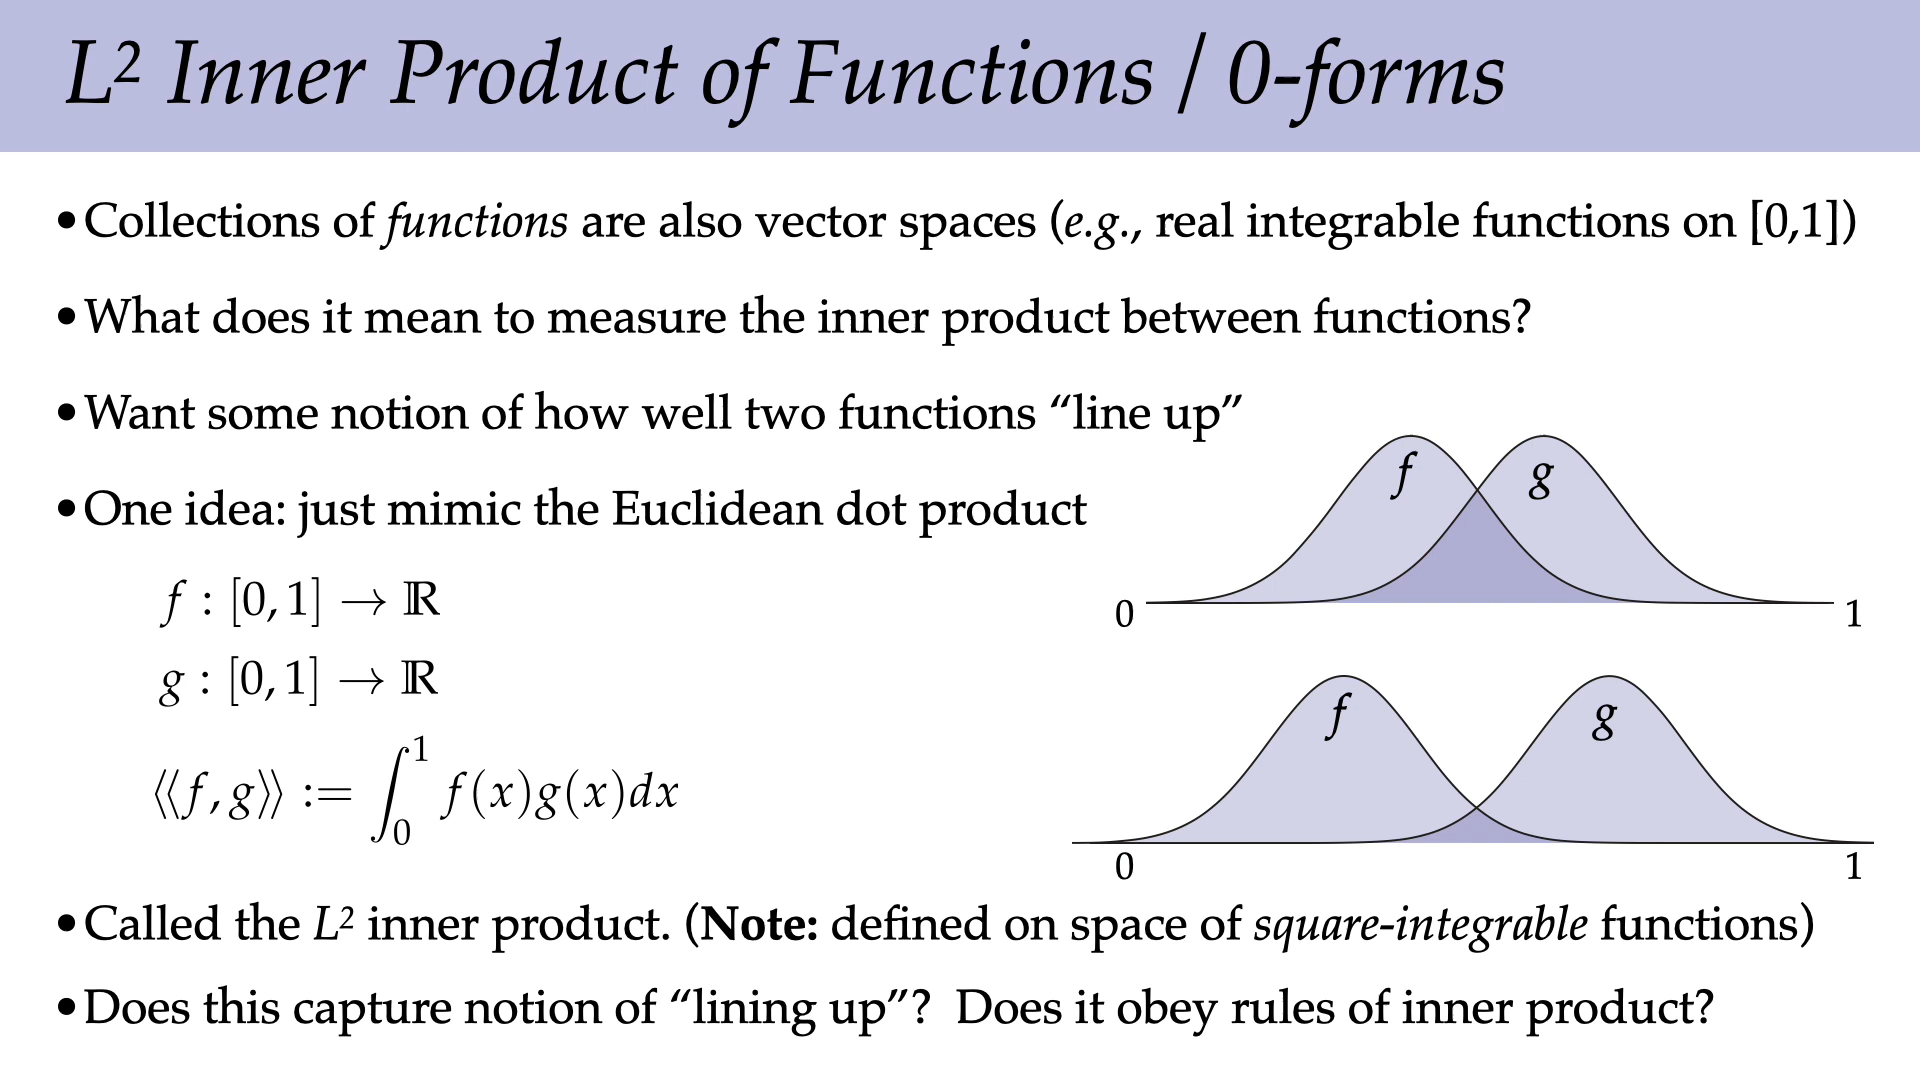 L² Inner Product of Functions / 0-forms
•Collections of functions are also vector spaces (e.g., real integrable functions on [0,1])
•What does it mean to measure the inner product between functions?
•Want some notion of how well two functions “line up”
•One idea: just mimic the Euclidean dot product
f : [0, 1] → ℝ
g : [0, 1] → ℝ
⟪f, g⟫ := ∫₀¹ f(x)g(x)dx
f g
0 1
f g
0 1
•Called the L² inner product. (Note: defined on space of square-integrable functions)
•Does this capture notion of “lining up”? Does it obey rules of inner product?